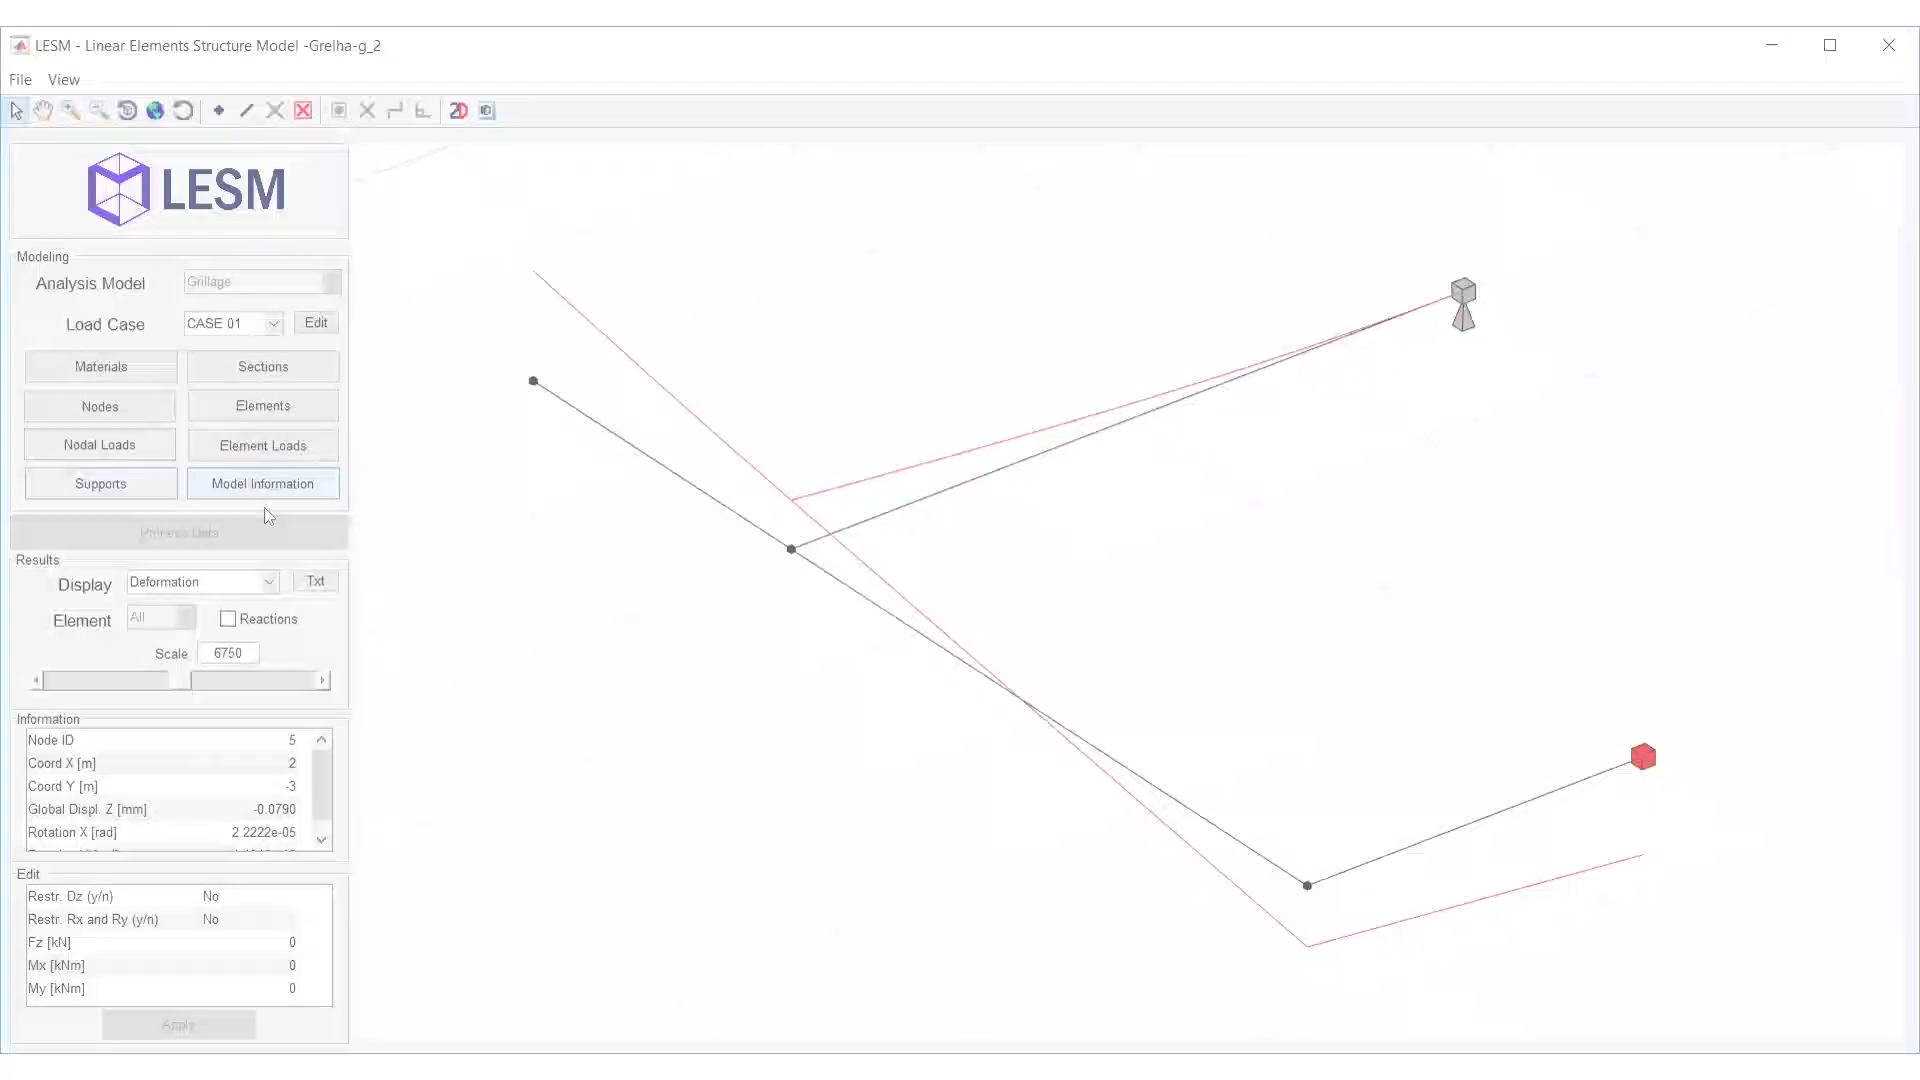 LESM - Linear Elements Structure Model -Grelha-g_2
File View
2D
LESM
Modeling
Analysis Model Grillage
Load Case CASE 01 Edit
Materials Sections
Nodes Elements
Nodal Loads Element Loads
Supports Model Information
Process Data
Results
Display Deformation Txt
Element All Reactions
Scale 6750
Information
Node ID 5
Coord X [m] 2
Coord Y [m] -3
Global Displ. Z [mm] -0.0790
Rotation X [rad] 2.2222e-05
Edit
Restr. Dz (y/n) No
Restr. Rx and Ry (y/n) No
Fz [kN] 0
Mx [kNm] 0
My [kNm] 0
Apply